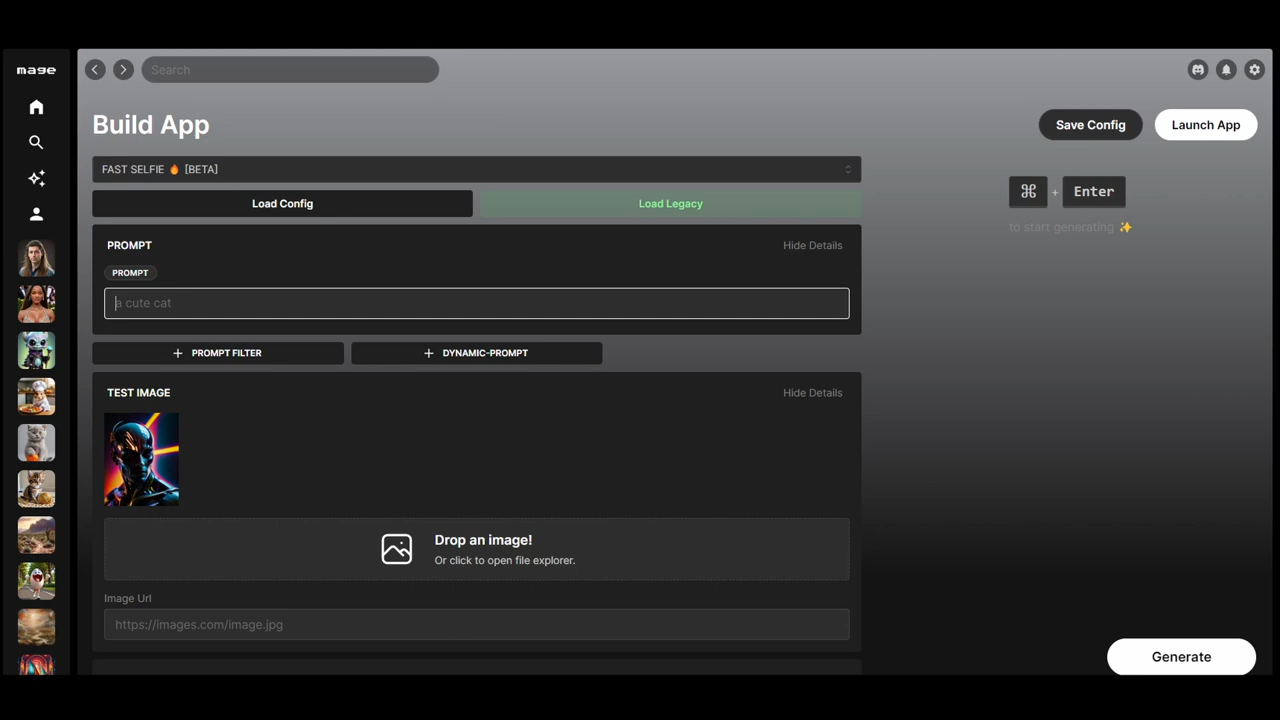 mage
Search
Build App
Save Config
Launch App
FAST SELFIE 🔥 [BETA]
Load Config
Load Legacy
⌘ + Enter
to start generating ✨
PROMPT
Hide Details
PROMPT
a cute cat
+ PROMPT FILTER
+ DYNAMIC-PROMPT
TEST IMAGE
Hide Details
Drop an image!
Or click to open file explorer.
Image Url
https://images.com/image.jpg
Generate